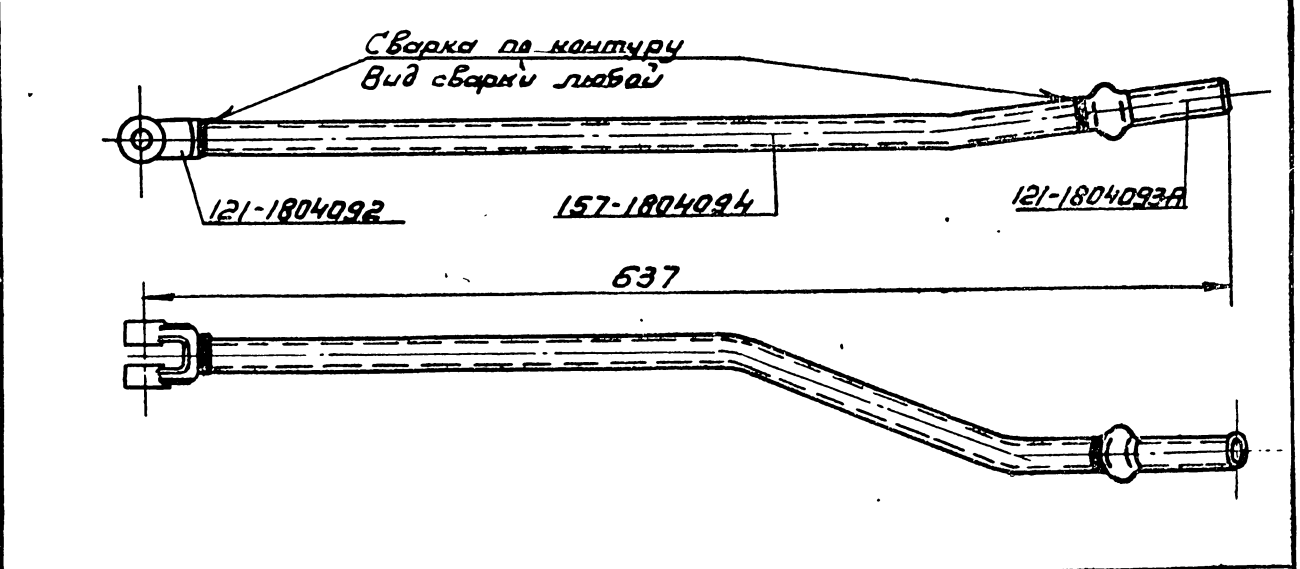 Сварка по контуру
Вид сварки любой
121-1804092
157-1804094
121-1804093А
637